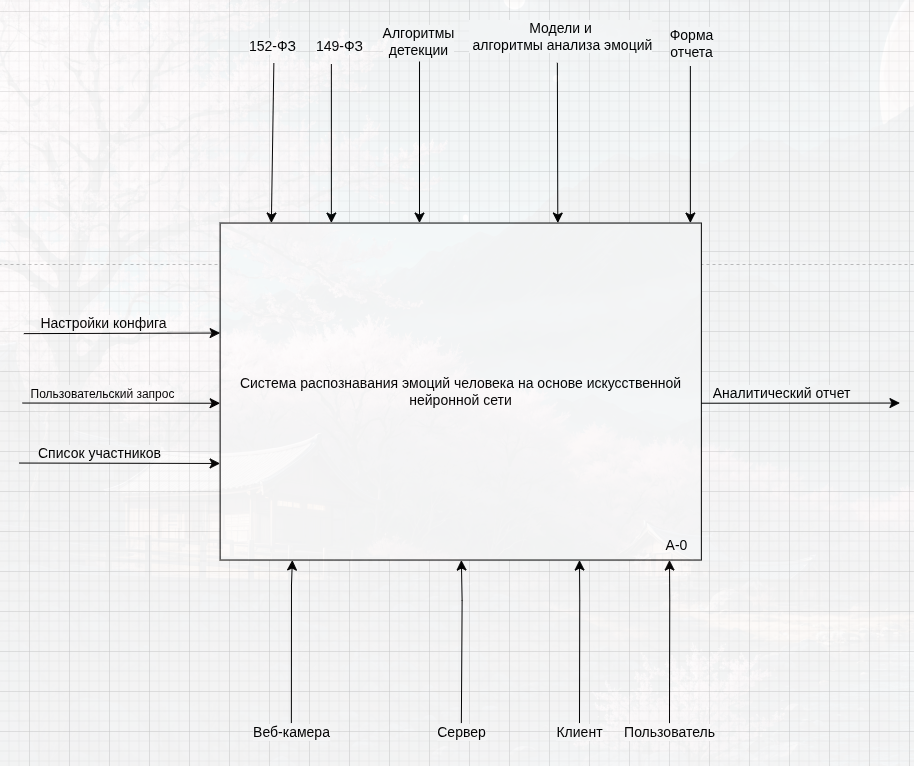 152-ФЗ
149-ФЗ
Алгоритмы
детекции
Модели и
алгоритмы анализа эмоций
Форма
отчета
Настройки конфига
Пользовательский запрос
Список участников
Система распознавания эмоций человека на основе искусственной
нейронной сети
Аналитический отчет
А-0
Веб-камера
Сервер
Клиент
Пользователь